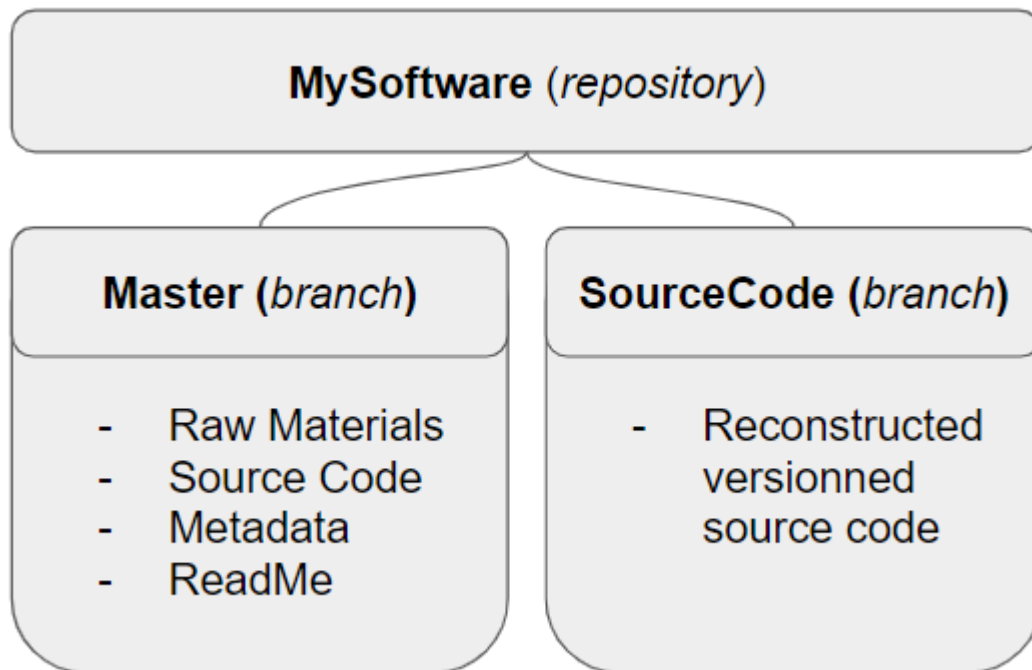 MySoftware (repository)
Master (branch)
- Raw Materials
- Source Code
- Metadata
- ReadMe
SourceCode (branch)
- Reconstructed
versionned
source code